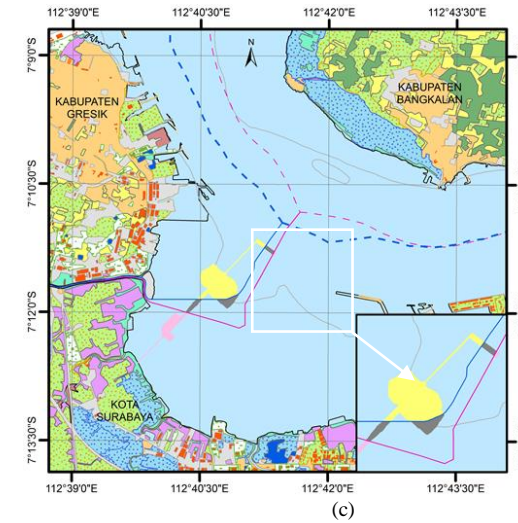 112°39'0"E 112°40'30"E 112°42'0"E 112°43'30"E
7°9'0"S
N
KABUPATEN
GRESIK
KABUPATEN
BANGKALAN
7°10'30"S
7°12'0"S
KOTA
SURABAYA
7°13'30"S
112°39'0"E 112°40'30"E 112°42'0"E 112°43'30"E
(c)